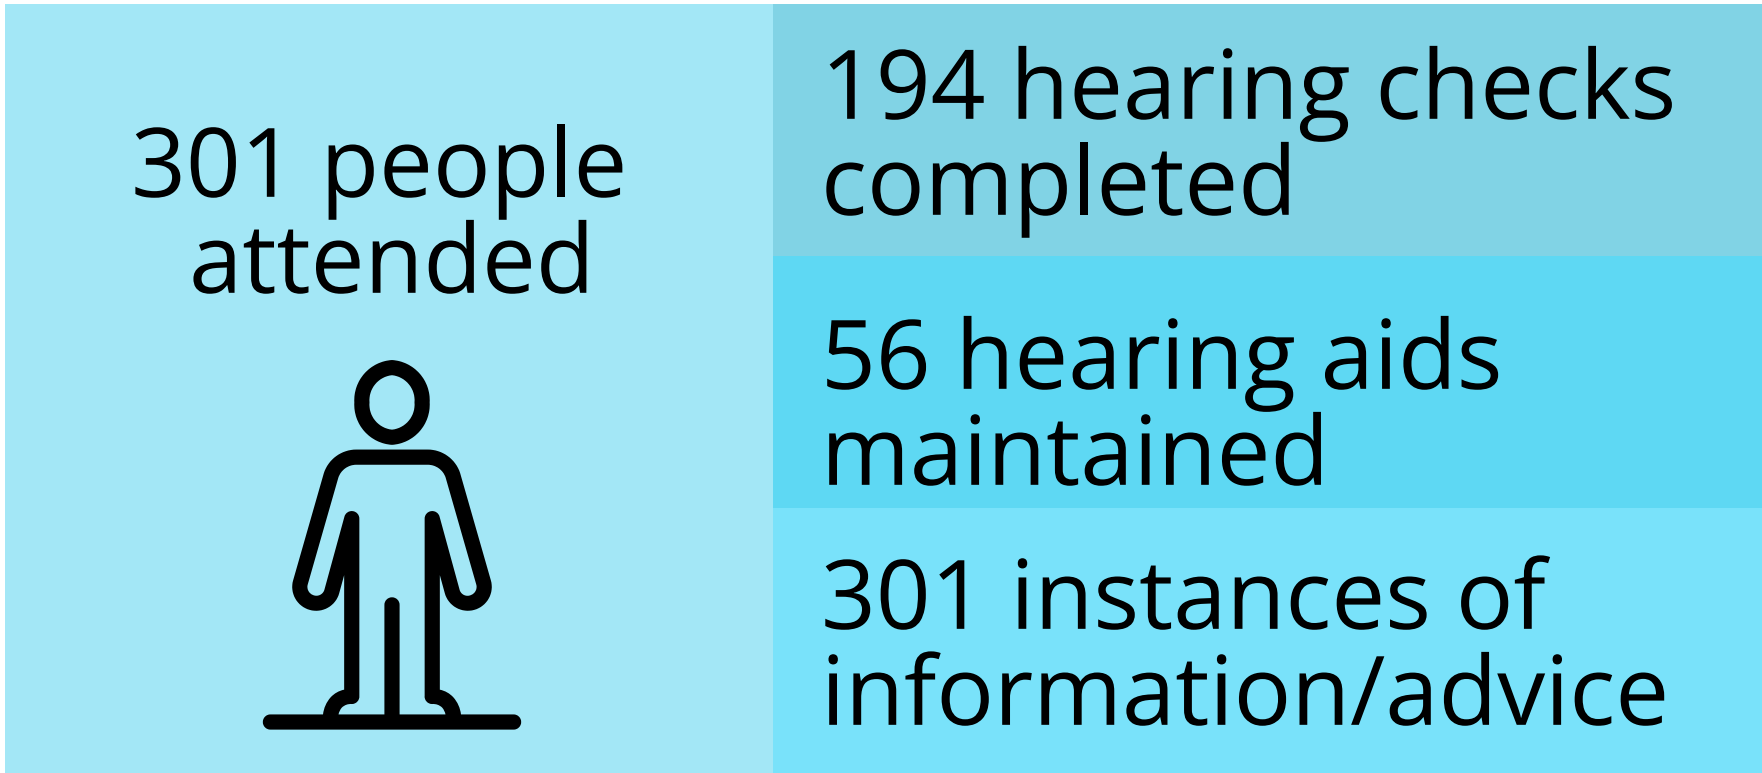 301 people
attended
194 hearing checks
completed
56 hearing aids
maintained
301 instances of
information/advice